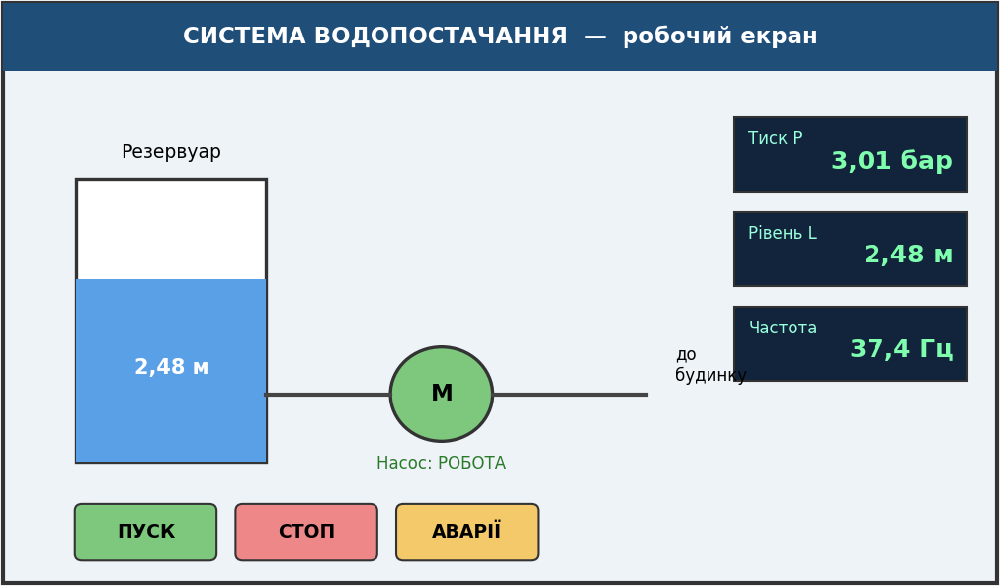 СИСТЕМА ВОДОПОСТАЧАННЯ — робочий екран
Резервуар
2,48 м
М
Насос: РОБОТА
до
будинку
Тиск P
3,01 бар
Рівень L
2,48 м
Частота
37,4 Гц
ПУСК
СТОП
АВАРІЇ